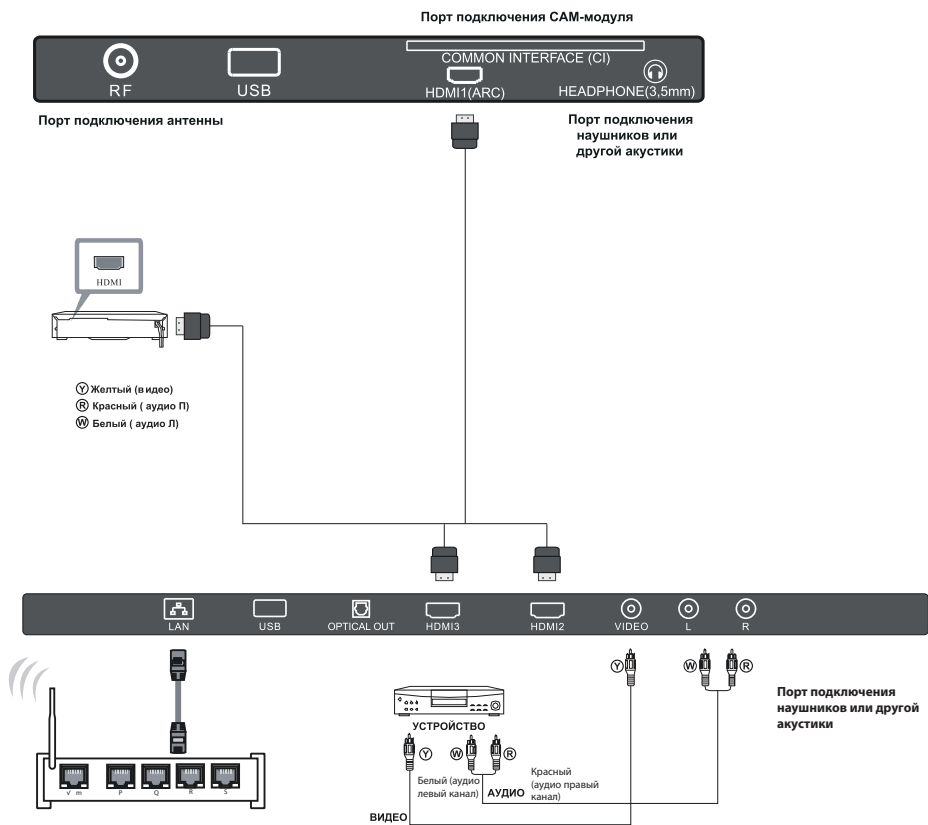 Порт подключения САМ-модуля
COMMON INTERFACE (CI)
RF
USB
HDMI1(ARC)
HEADPHONE(3,5mm)
Порт подключения антенны
Порт подключения
наушников или
другой акустики
HDMI
Y Желтый (видео)
R Красный ( аудио П)
W Белый ( аудио Л)
LAN
USB
OPTICAL OUT
HDMI3
HDMI2
VIDEO
L
R
Y
W
R
Порт подключения
наушников или другой
акустики
УСТРОЙСТВО
Y
W
R
Белый (аудио
левый канал)
АУДИО
Красный
(аудио правый
канал)
ВИДЕО
√ m
P
Q
R
S